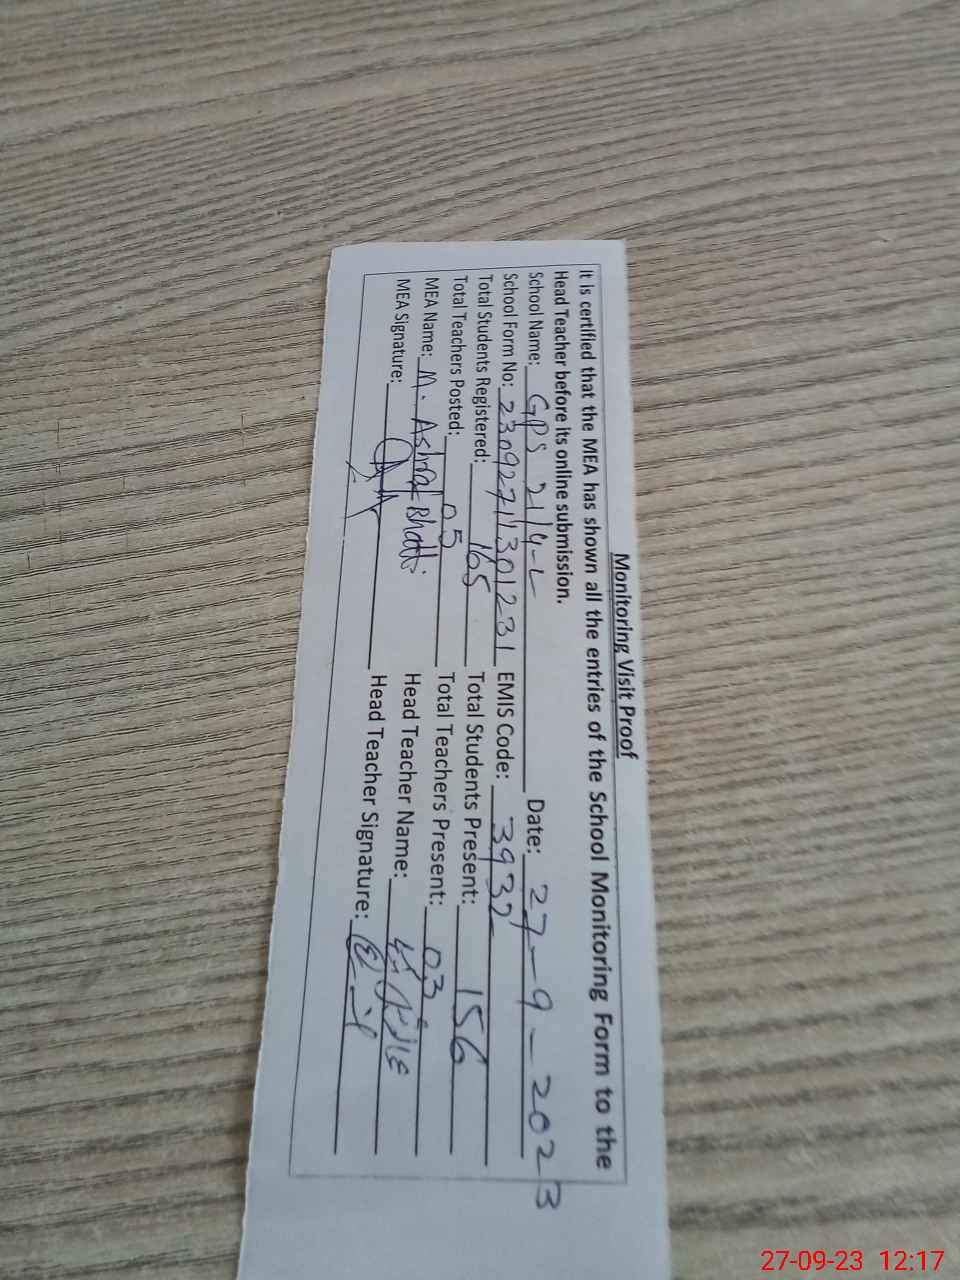 Monitoring Visit Proof
It is certified that the MEA has shown all the entries of the School Monitoring Form to the
Head Teacher before its online submission.
School Name: GPS 21/4-L Date: 27-9-2023
School Form No: 23092711301231 EMIS Code: 3932
Total Students Registered: 165 Total Students Present: 156
Total Teachers Posted: 05 Total Teachers Present: 03
MEA Name: M. Ashraf Bhatti Head Teacher Name:
MEA Signature: Head Teacher Signature:
27-09-23 12:17